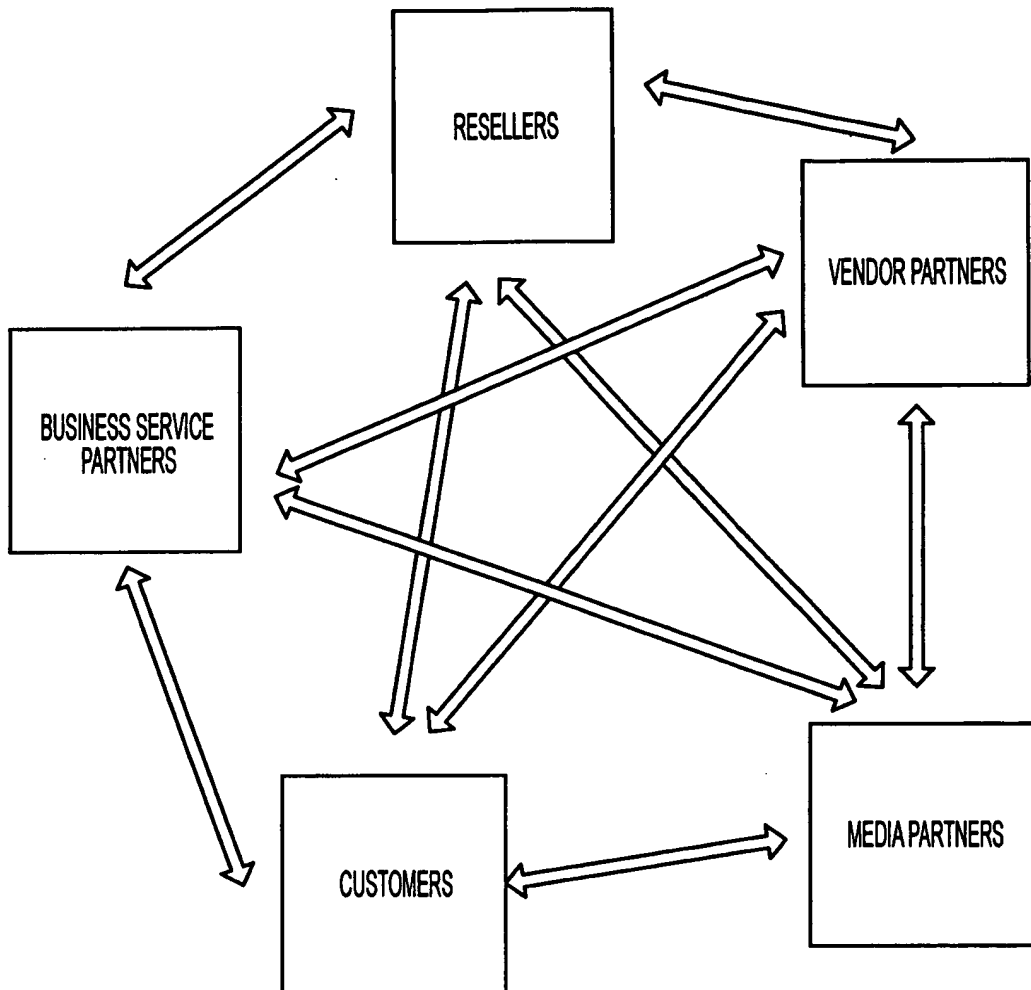 RESELLERS
VENDOR PARTNERS
BUSINESS SERVICE
PARTNERS
MEDIA PARTNERS
CUSTOMERS